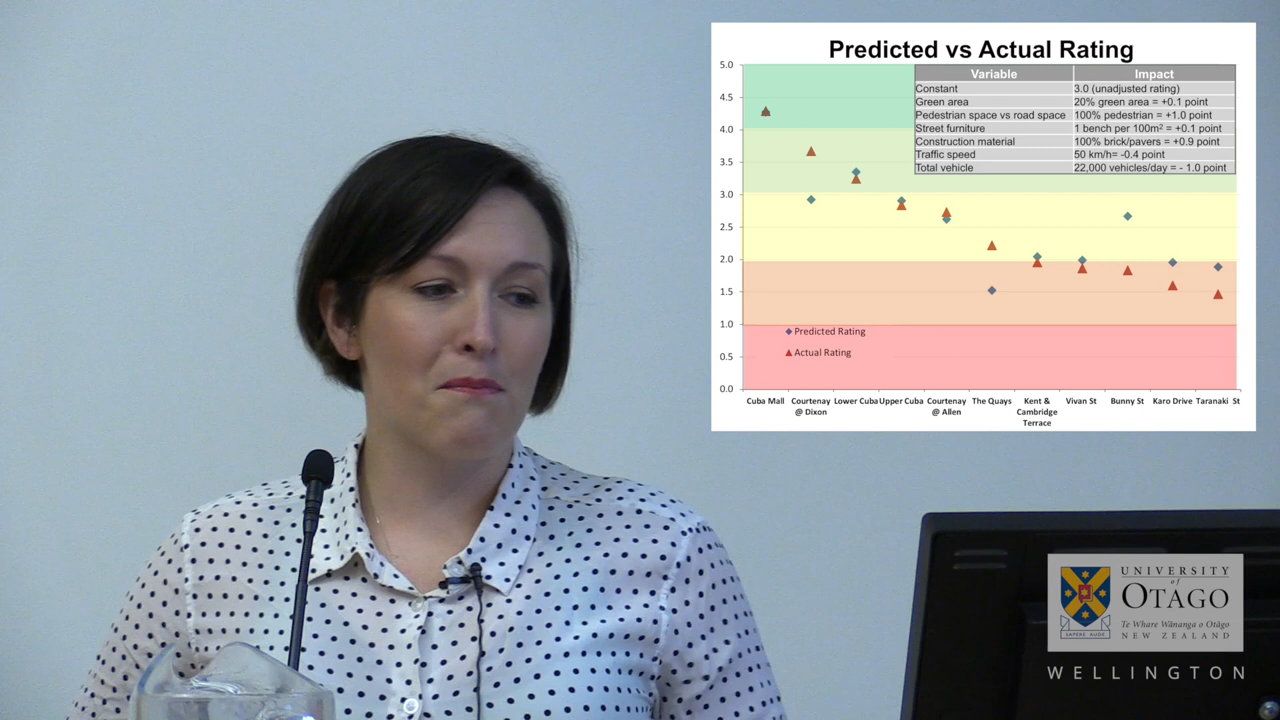 Predicted vs Actual Rating
Variable Impact
Constant 3.0 (unadjusted rating)
Green area 20% green area = +0.1 point
Pedestrian space vs road space 100% pedestrian = +1.0 point
Street furniture 1 bench per 100m² = +0.1 point
Construction material 100% brick/pavers = +0.9 point
Traffic speed 50 km/h= -0.4 point
Total vehicle 22,000 vehicles/day = - 1.0 point
5.0
4.5
4.0
3.5
3.0
2.5
2.0
1.5
1.0
0.5
0.0
Predicted Rating
Actual Rating
Cuba Mall
Courtenay
@ Dixon
Lower Cuba
Upper Cuba
Courtenay
@ Allen
The Quays
Kent &
Cambridge
Terrace
Vivan St
Bunny St
Karo Drive
Taranaki St
UNIVERSITY
of
OTAGO
Te Whare Wānanga o Otāgo
NEW ZEALAND
SAPERE AUDE
WELLINGTON